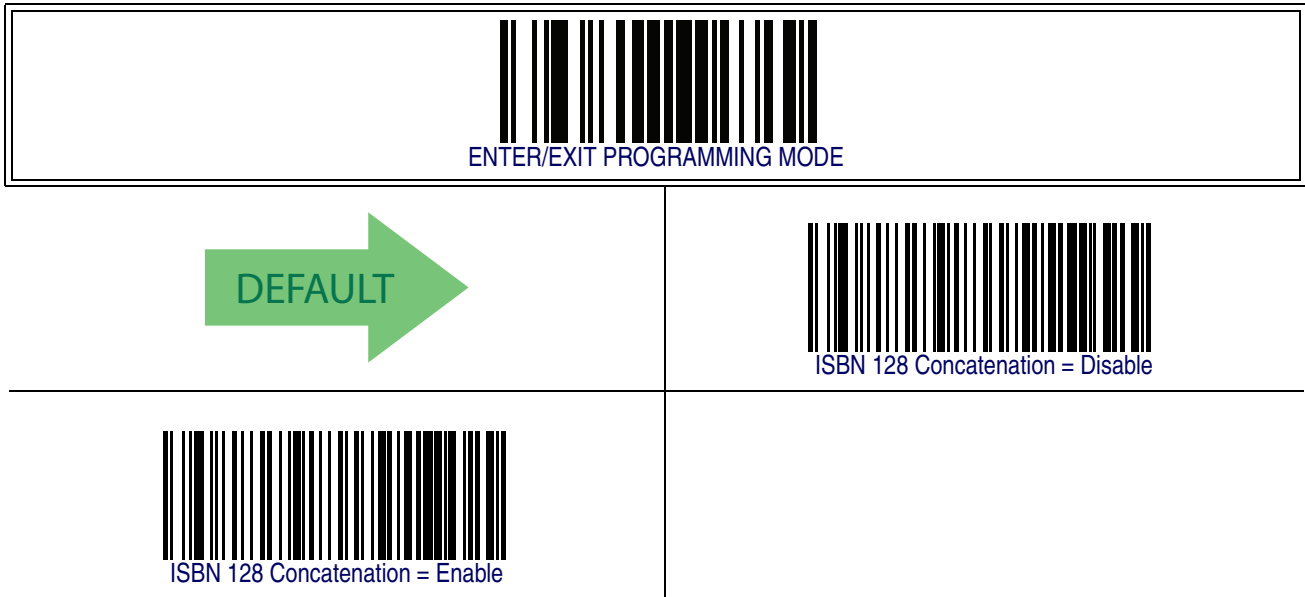 ENTER/EXIT PROGRAMMING MODE
DEFAULT
ISBN 128 Concatenation = Disable
ISBN 128 Concatenation = Enable